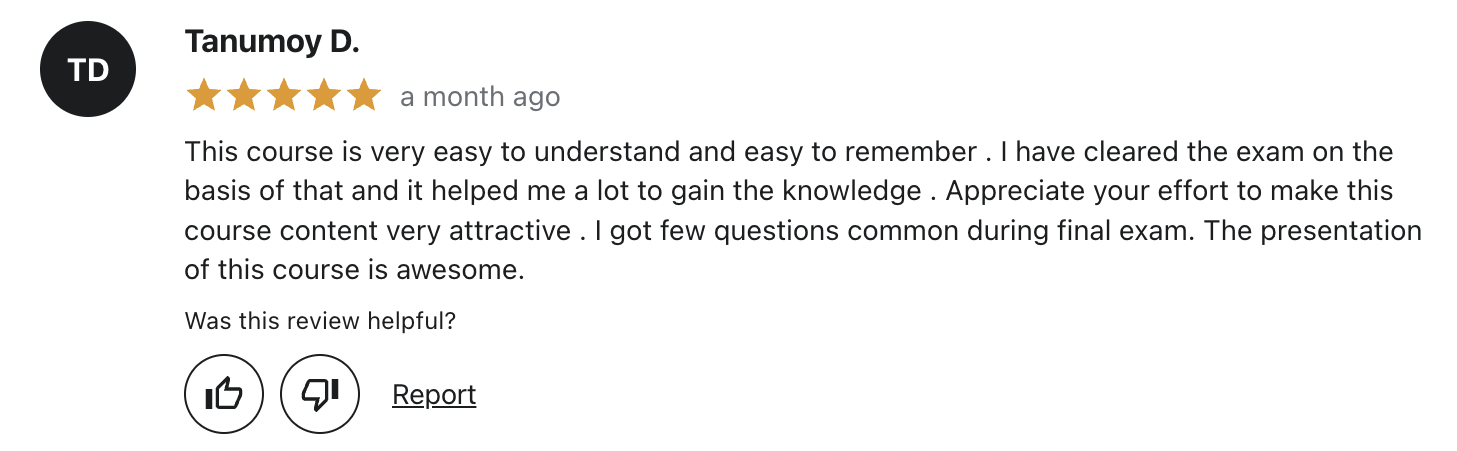 TD
Tanumoy D.
a month ago
This course is very easy to understand and easy to remember . I have cleared the exam on the
basis of that and it helped me a lot to gain the knowledge . Appreciate your effort to make this
course content very attractive . I got few questions common during final exam. The presentation
of this course is awesome.
Was this review helpful?
Report